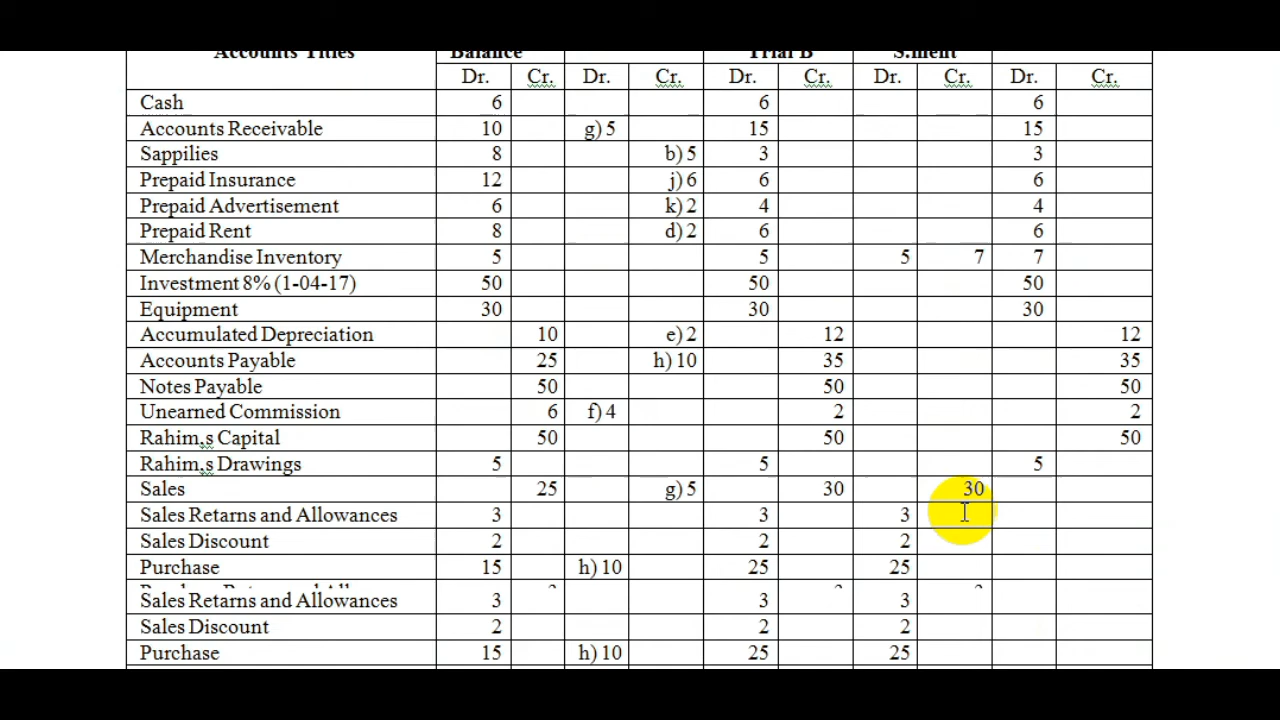 Accounts Titles Balance Trial B S.ment
Dr. Cr. Dr. Cr. Dr. Cr. Dr. Cr. Dr. Cr.
Cash 6 6 6
Accounts Receivable 10 g) 5 15 15
Sappilies 8 b) 5 3 3
Prepaid Insurance 12 j) 6 6 6
Prepaid Advertisement 6 k) 2 4 4
Prepaid Rent 8 d) 2 6 6
Merchandise Inventory 5 5 5 7 7
Investment 8% (1-04-17) 50 50 50
Equipment 30 30 30
Accumulated Depreciation 10 e) 2 12 12
Accounts Payable 25 h) 10 35 35
Notes Payable 50 50 50
Unearned Commission 6 f) 4 2 2
Rahim,s Capital 50 50 50
Rahim,s Drawings 5 5 5
Sales 25 g) 5 30 30
Sales Retarns and Allowances 3 3 3
Sales Discount 2 2 2
Purchase 15 h) 10 25 25
Sales Retarns and Allowances 3 3 3
Sales Discount 2 2 2
Purchase 15 h) 10 25 25